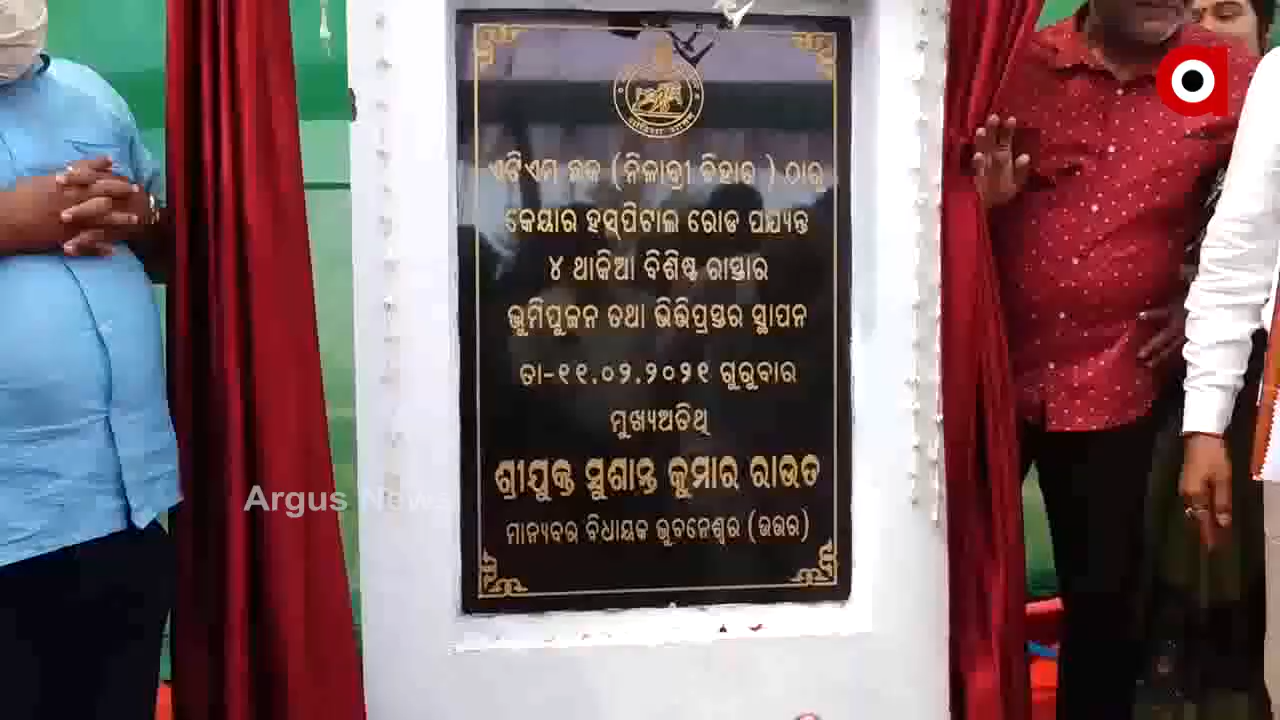 ଏଟିଏମ ଛକ (ନିଳାଦ୍ରୀ ବିହାର ) ଠାରୁ
କେୟାର ହସ୍ପିଟାଲ ରୋଡ ପର୍ଯ୍ୟନ୍ତ
୪ ଥାକିଆ ବିଶିଷ୍ଟ ରାସ୍ତାର
ଭୁମିପୁଜନ ତଥା ଭିତ୍ତିପ୍ରସ୍ତର ସ୍ଥାପନ
ତା-୧୧.୦୨.୨୦୨୧ ଗୁରୁବାର
ମୁଖ୍ୟଅତିଥି
ଶ୍ରୀଯୁକ୍ତ ସୁଶାନ୍ତ କୁମାର ରାଉତ
ମାନ୍ୟବର ବିଧାୟକ ଭୁବନେଶ୍ୱର (ଉତ୍ତର)
Argus News